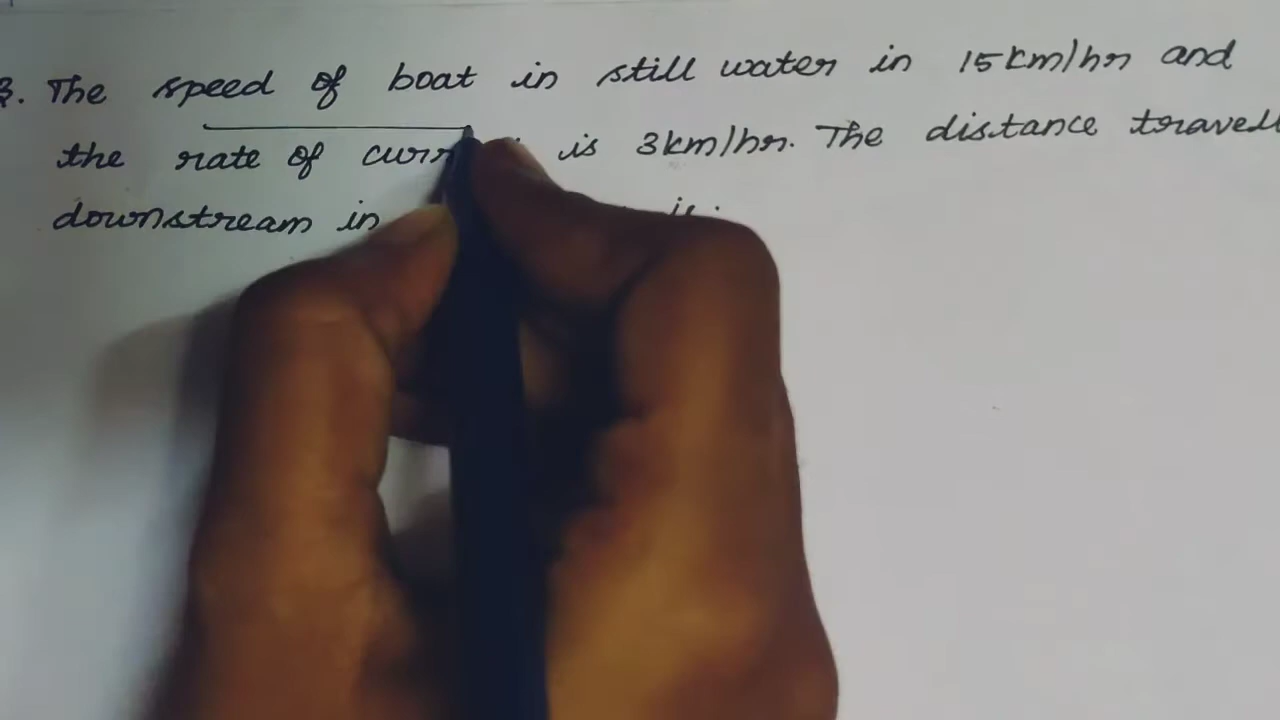 3. The speed of boat in still water in 15km/hr and
the rate of is 3km/hr. The distance travell
downstream in is.